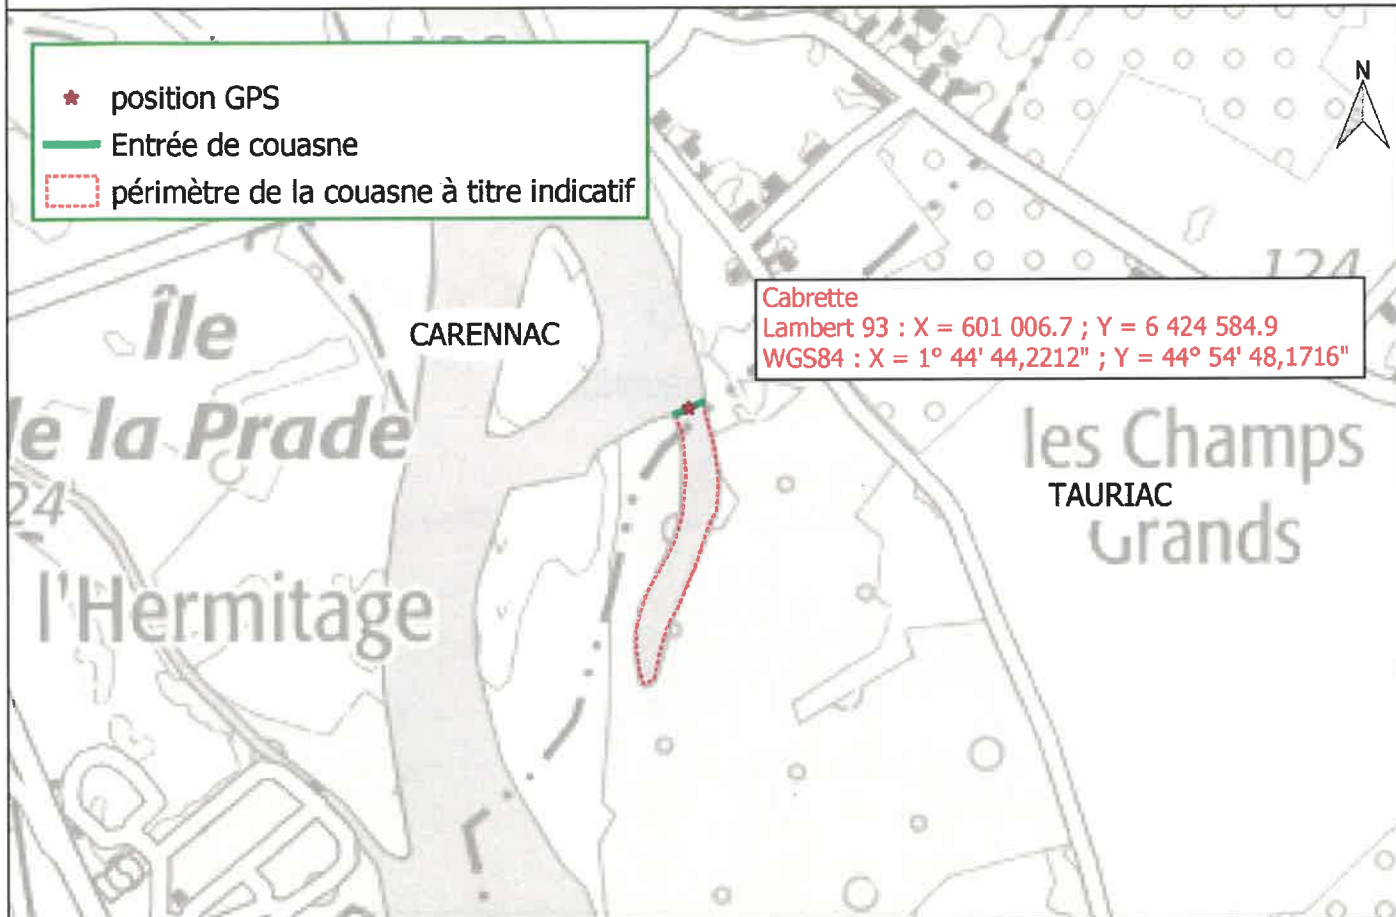 position GPS
Entrée de couasne
périmètre de la couasne à titre indicatif
N
124
Cabrette
Lambert 93 : X = 601 006.7 ; Y = 6 424 584.9
WGS84 : X = 1° 44' 44,2212" ; Y = 44° 54' 48,1716"
Île
CARENNAC
e la Prade
les Champs
Grands
TAURIAC
24
l'Hermitage